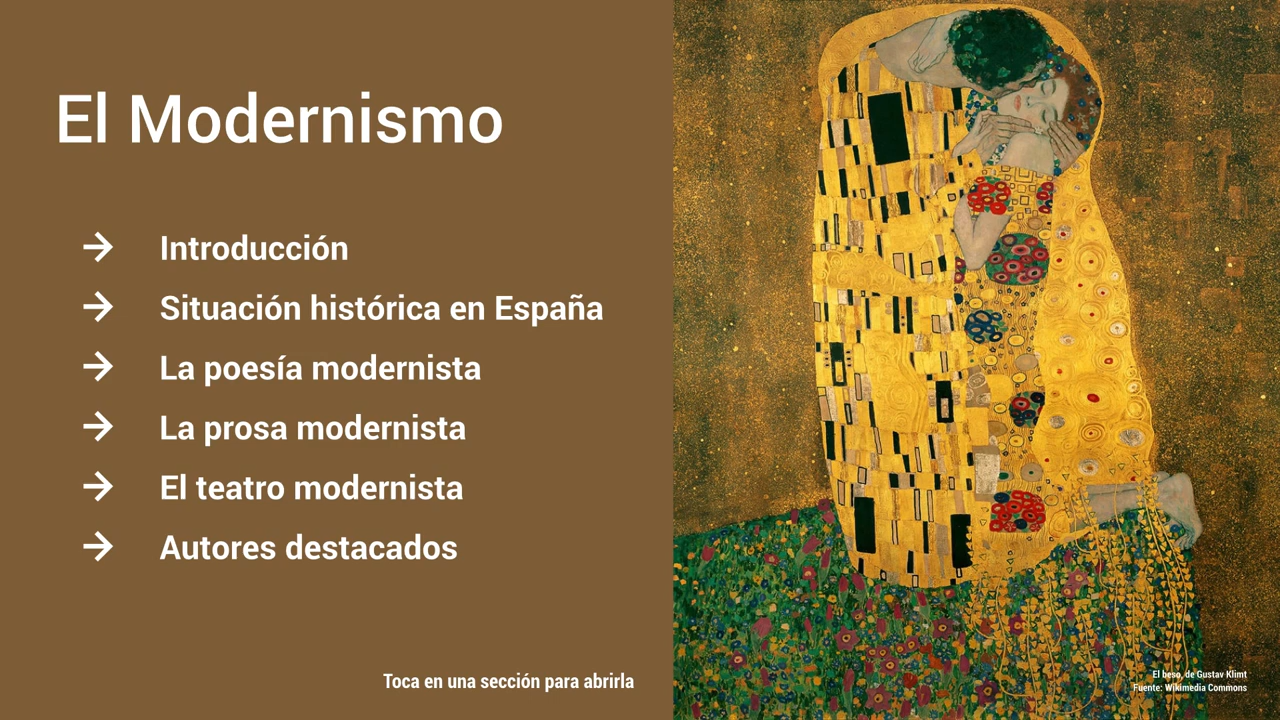 El Modernismo
Introducción
Situación histórica en España
La poesía modernista
La prosa modernista
El teatro modernista
Autores destacados
Toca en una sección para abrirla
El beso, de Gustav Klimt
Fuente: Wikimedia Commons